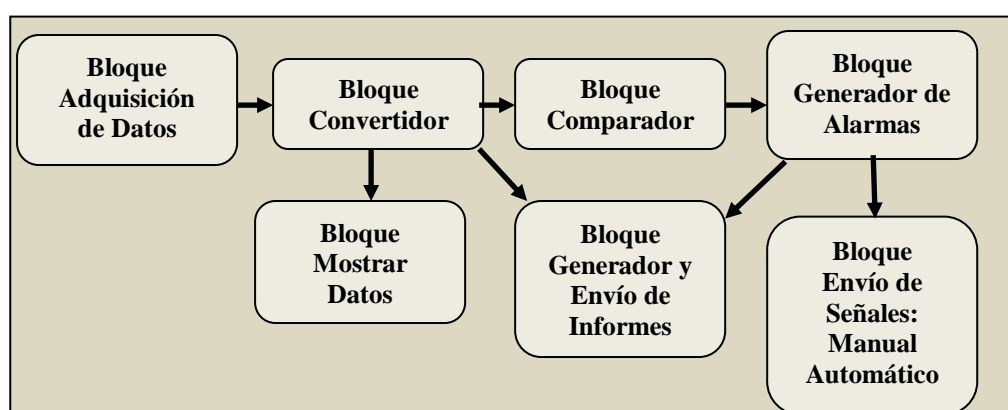 Bloque
Adquisición
de Datos
Bloque
Convertidor
Bloque
Comparador
Bloque
Generador de
Alarmas
Bloque
Mostrar
Datos
Bloque
Generador y
Envío de
Informes
Bloque
Envío de
Señales:
Manual
Automático